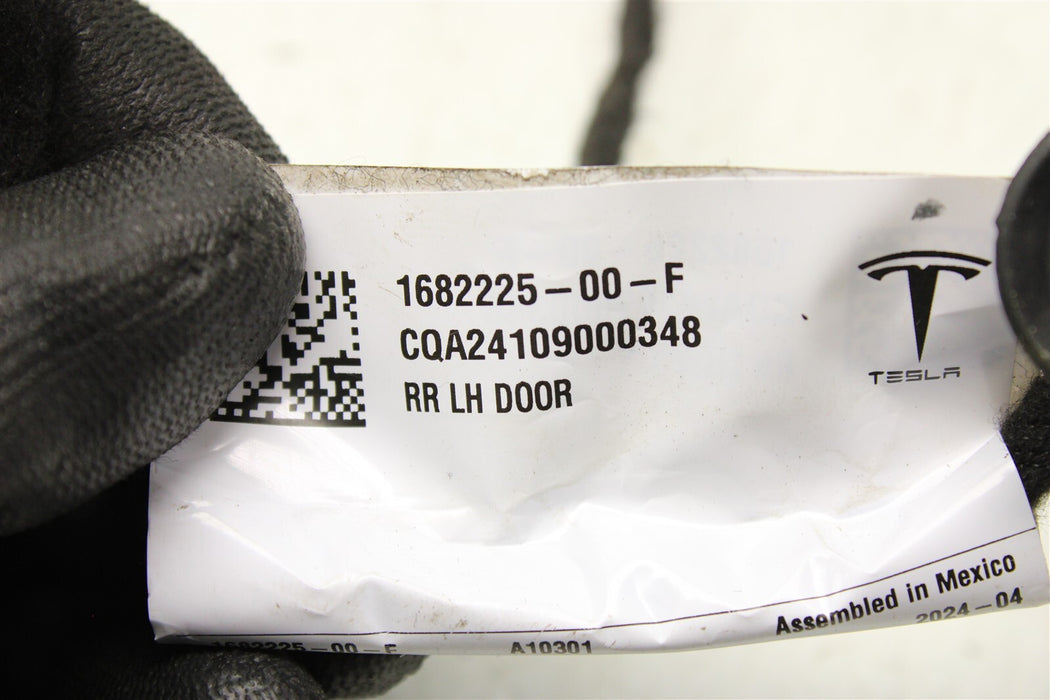 1682225-00-F
CQA24109000348
RR LH DOOR
TESLA
Assembled in Mexico
2024-04
1682225-00-F
A10301